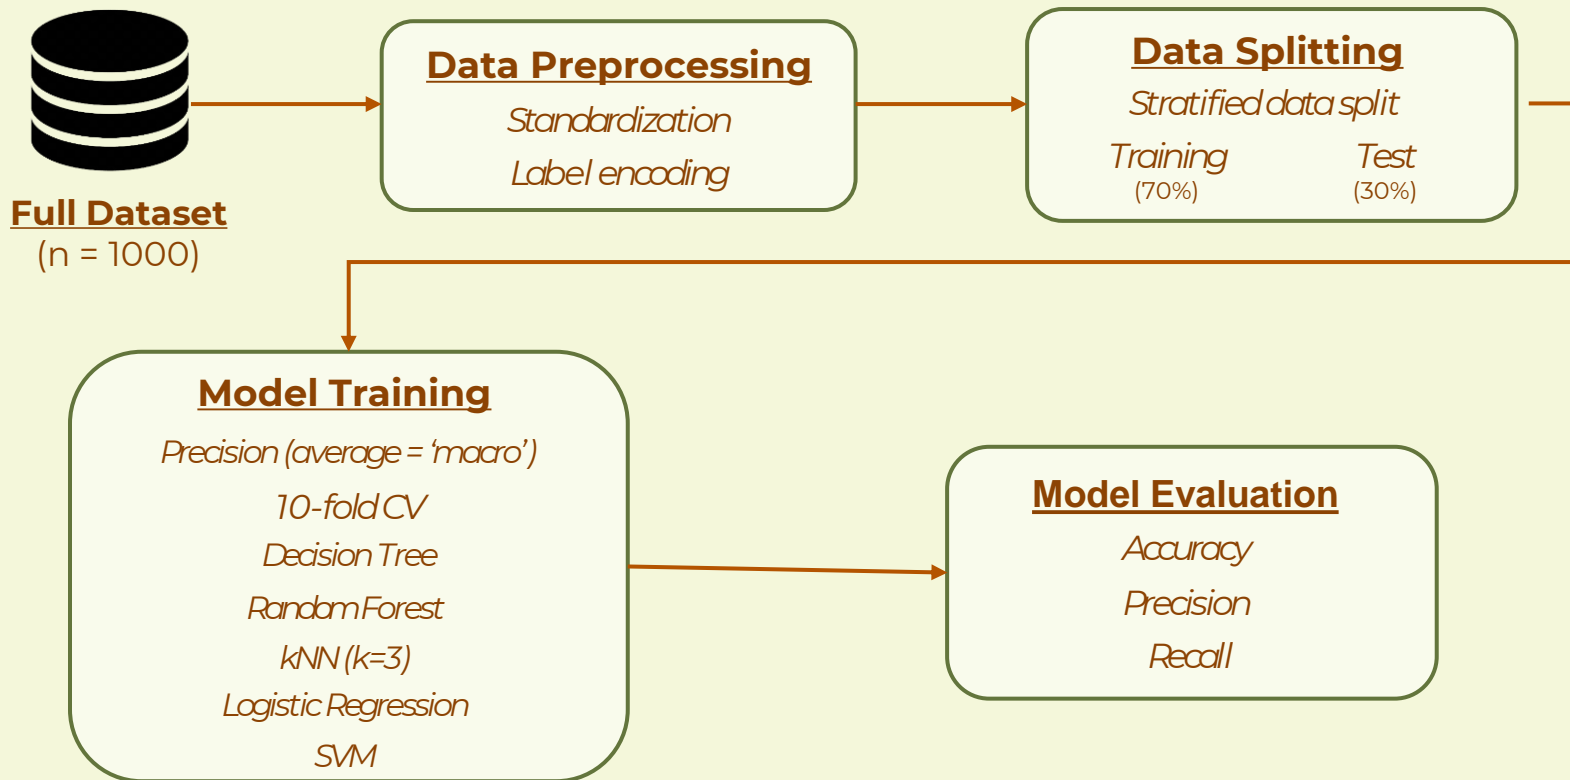 Full Dataset
(n = 1000)
Data Preprocessing
Standardization
Label encoding
Data Splitting
Stratified data split
Training Test
(70%) (30%)
Model Training
Precision (average = ‘macro’)
10-fold CV
Decision Tree
Random Forest
kNN (k=3)
Logistic Regression
SVM
Model Evaluation
Accuracy
Precision
Recall